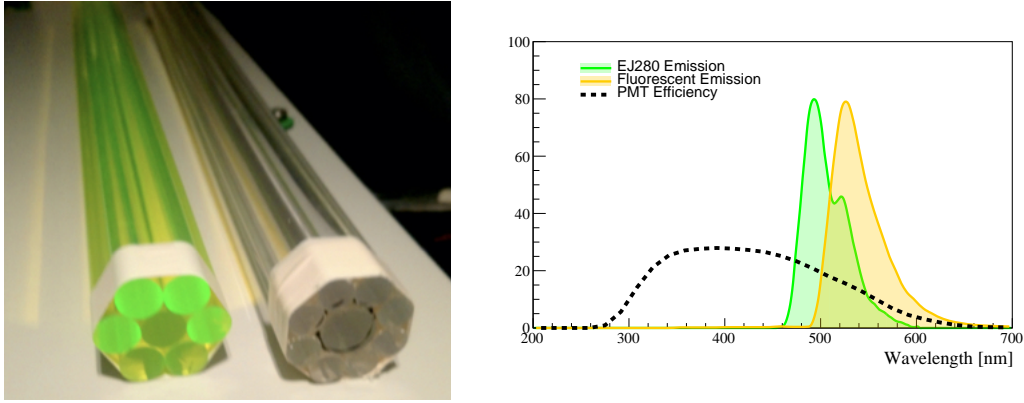 100
80
60
40
20
0
EJ280 Emission
Fluorescent Emission
PMT Efficiency
200 300 400 500 600 700
Wavelength [nm]